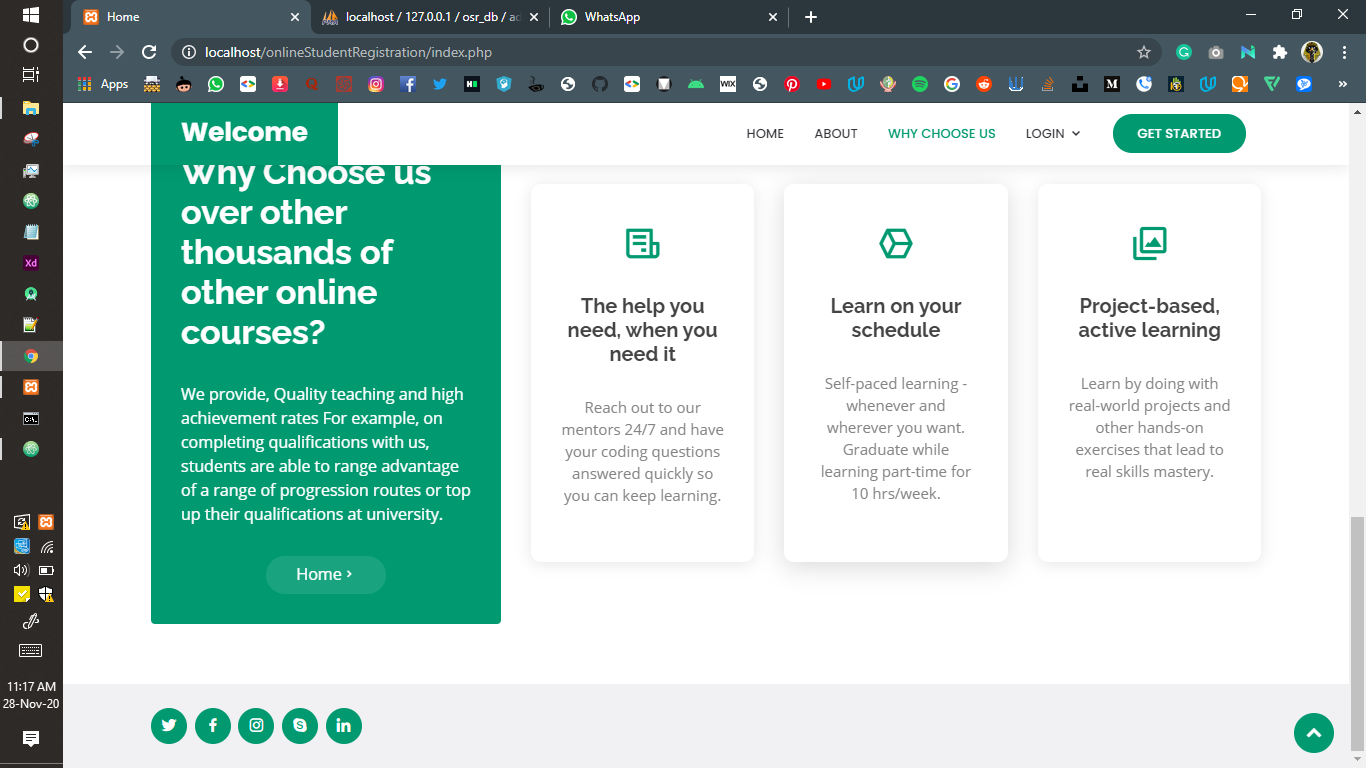 Home
localhost / 127.0.0.1 / osr_db / ad
WhatsApp
localhost/onlineStudentRegistration/index.php
Apps
WIX
M
Xd
Welcome
HOME
ABOUT
WHY CHOOSE US
LOGIN
GET STARTED
Why Choose us
over other
thousands of
other online
courses?
We provide, Quality teaching and high
achievement rates For example, on
completing qualifications with us,
students are able to range advantage
of a range of progression routes or top
up their qualifications at university.
Home ›
The help you
need, when you
need it
Reach out to our
mentors 24/7 and have
your coding questions
answered quickly so
you can keep learning.
Learn on your
schedule
Self-paced learning -
whenever and
wherever you want.
Graduate while
learning part-time for
10 hrs/week.
Project-based,
active learning
Learn by doing with
real-world projects and
other hands-on
exercises that lead to
real skills mastery.
11:17 AM
28-Nov-20